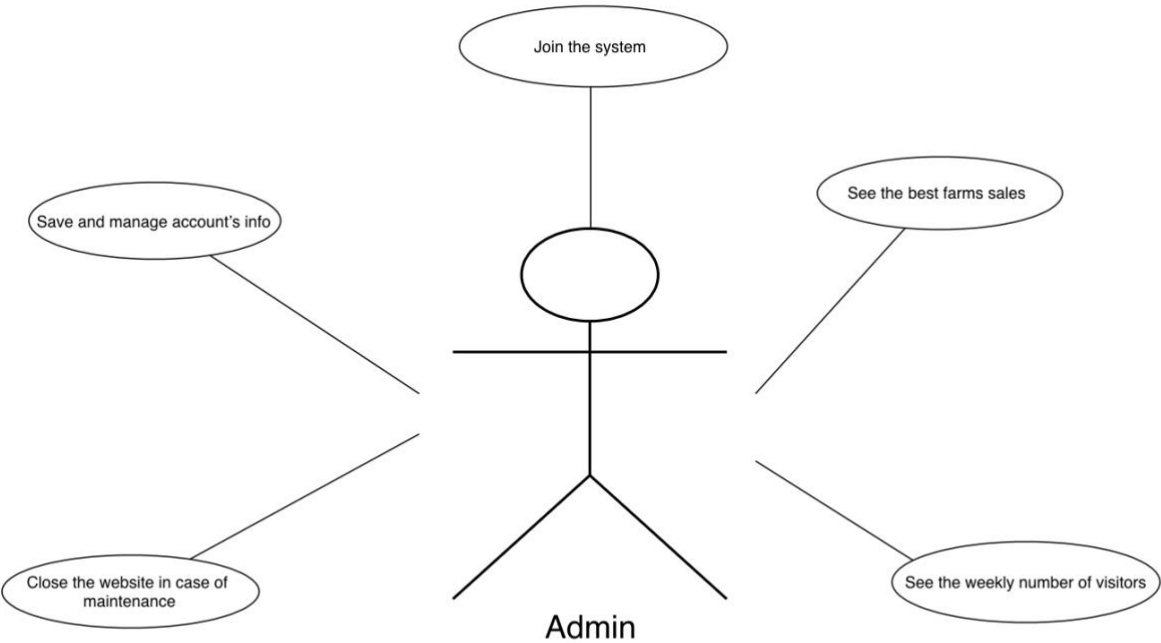 Join the system
See the best farms sales
Save and manage account's info
Close the website in case of
maintenance
See the weekly number of visitors
Admin